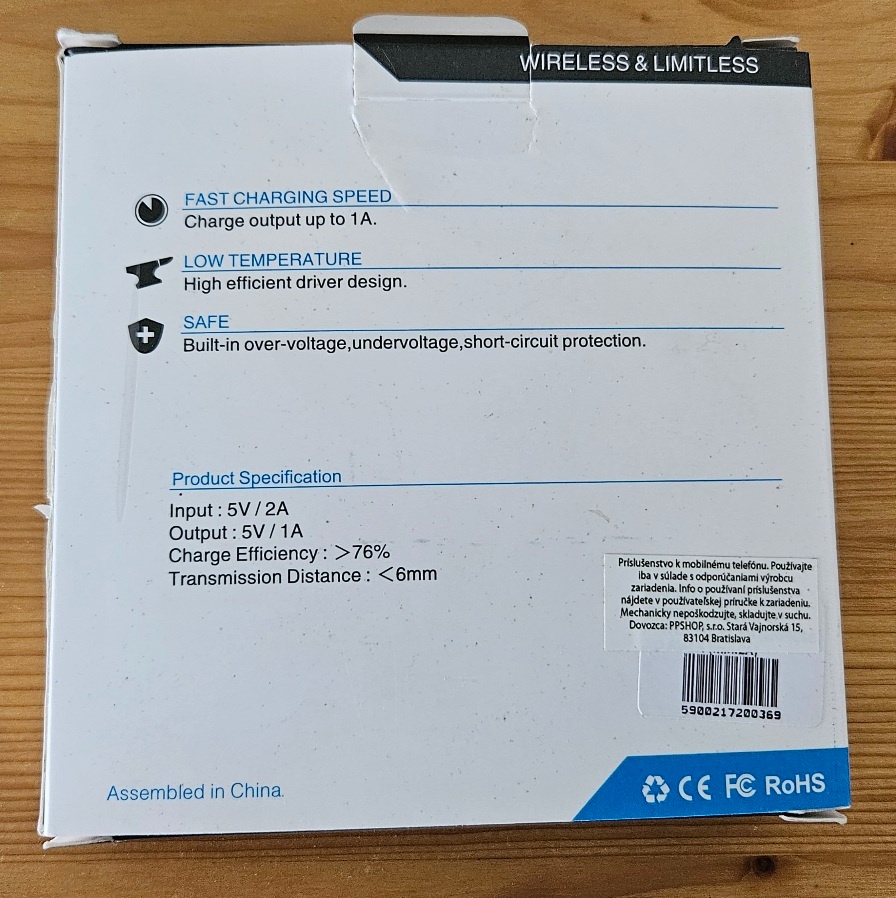 WIRELESS & LIMITLESS
FAST CHARGING SPEED
Charge output up to 1A.
LOW TEMPERATURE
High efficient driver design.
SAFE
Built-in over-voltage,undervoltage,short-circuit protection.
Product Specification
Input : 5V / 2A
Output : 5V / 1A
Charge Efficiency : >76%
Transmission Distance : <6mm
Príslušenstvo k mobilnému telefónu. Používajte
iba v súlade s odporúčaniami výrobcu
zariadenia. Info o používaní príslušenstva
nájdete v používateľskej príručke k zariadeniu.
Mechanicky nepoškodzujte, skladujte v suchu.
Dovozca: PPSHOP, s.r.o. Stará Vajnorská 15,
83104 Bratislava
5900217200369
Assembled in China.
CE FC RoHS